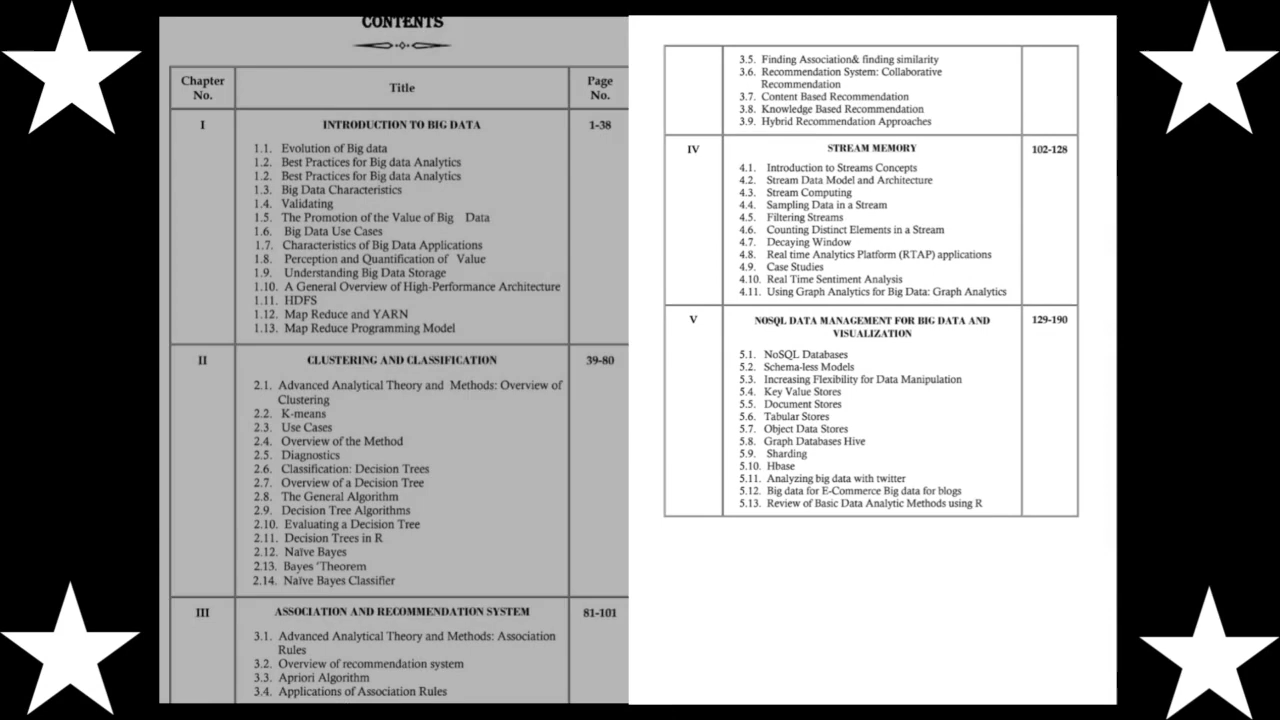 CONTENTS
Chapter No.
Title
Page No.
I
INTRODUCTION TO BIG DATA
1-38
1.1. Evolution of Big data
1.2. Best Practices for Big data Analytics
1.2. Best Practices for Big data Analytics
1.3. Big Data Characteristics
1.4. Validating
1.5. The Promotion of the Value of Big Data
1.6. Big Data Use Cases
1.7. Characteristics of Big Data Applications
1.8. Perception and Quantification of Value
1.9. Understanding Big Data Storage
1.10. A General Overview of High-Performance Architecture
1.11. HDFS
1.12. Map Reduce and YARN
1.13. Map Reduce Programming Model
II
CLUSTERING AND CLASSIFICATION
39-80
2.1. Advanced Analytical Theory and Methods: Overview of
Clustering
2.2. K-means
2.3. Use Cases
2.4. Overview of the Method
2.5. Diagnostics
2.6. Classification: Decision Trees
2.7. Overview of a Decision Tree
2.8. The General Algorithm
2.9. Decision Tree Algorithms
2.10. Evaluating a Decision Tree
2.11. Decision Trees in R
2.12. Naïve Bayes
2.13. Bayes 'Theorem
2.14. Naïve Bayes Classifier
III
ASSOCIATION AND RECOMMENDATION SYSTEM
81-101
3.1. Advanced Analytical Theory and Methods: Association
Rules
3.2. Overview of recommendation system
3.3. Apriori Algorithm
3.4. Applications of Association Rules
3.5. Finding Association& finding similarity
3.6. Recommendation System: Collaborative
Recommendation
3.7. Content Based Recommendation
3.8. Knowledge Based Recommendation
3.9. Hybrid Recommendation Approaches
IV
STREAM MEMORY
102-128
4.1. Introduction to Streams Concepts
4.2. Stream Data Model and Architecture
4.3. Stream Computing
4.4. Sampling Data in a Stream
4.5. Filtering Streams
4.6. Counting Distinct Elements in a Stream
4.7. Decaying Window
4.8. Real time Analytics Platform (RTAP) applications
4.9. Case Studies
4.10. Real Time Sentiment Analysis
4.11. Using Graph Analytics for Big Data: Graph Analytics
V
NOSQL DATA MANAGEMENT FOR BIG DATA AND
VISUALIZATION
129-190
5.1. NoSQL Databases
5.2. Schema-less Models
5.3. Increasing Flexibility for Data Manipulation
5.4. Key Value Stores
5.5. Document Stores
5.6. Tabular Stores
5.7. Object Data Stores
5.8. Graph Databases Hive
5.9. Sharding
5.10. Hbase
5.11. Analyzing big data with twitter
5.12. Big data for E-Commerce Big data for blogs
5.13. Review of Basic Data Analytic Methods using R